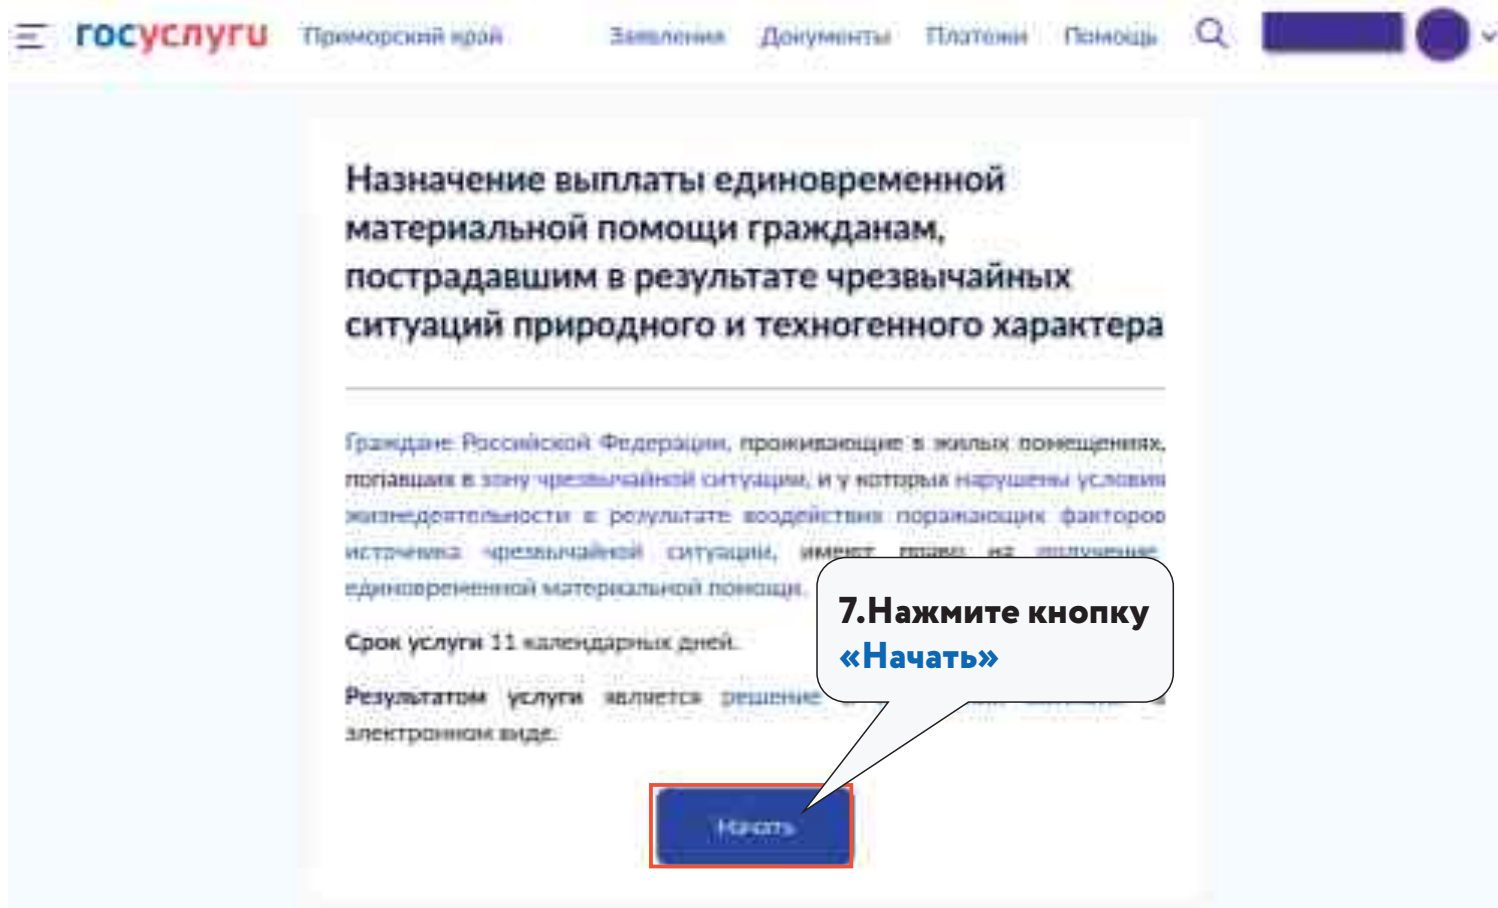 госуслуги Приморский край Заявления Документы Платежи Помощь
Назначение выплаты единовременной
материальной помощи гражданам,
пострадавшим в результате чрезвычайных
ситуаций природного и техногенного характера
Граждане Российской Федерации, проживающие в жилых помещениях,
попавших в зону чрезвычайной ситуации, и у которых нарушены условия
жизнедеятельности в результате воздействия поражающих факторов
источника чрезвычайной ситуации, имеют право на получение
единовременной материальной помощи.
Срок услуги 11 календарных дней.
Результатом услуги является решение
электронном виде.
7.Нажмите кнопку
«Начать»
Начать